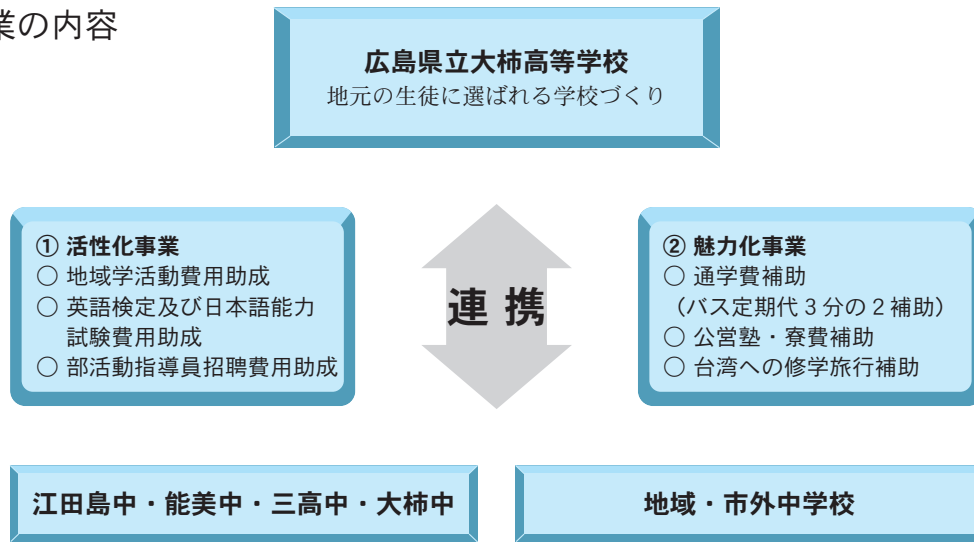 業の内容
広島県立大柿高等学校
地元の生徒に選ばれる学校づくり
① 活性化事業
○ 地域学活動費用助成
○ 英語検定及び日本語能力
試験費用助成
○ 部活動指導員招聘費用助成
連 携
② 魅力化事業
○ 通学費補助
（バス定期代３分の２補助）
○ 公営塾・寮費補助
○ 台湾への修学旅行補助
江田島中・能美中・三高中・大柿中
地域・市外中学校